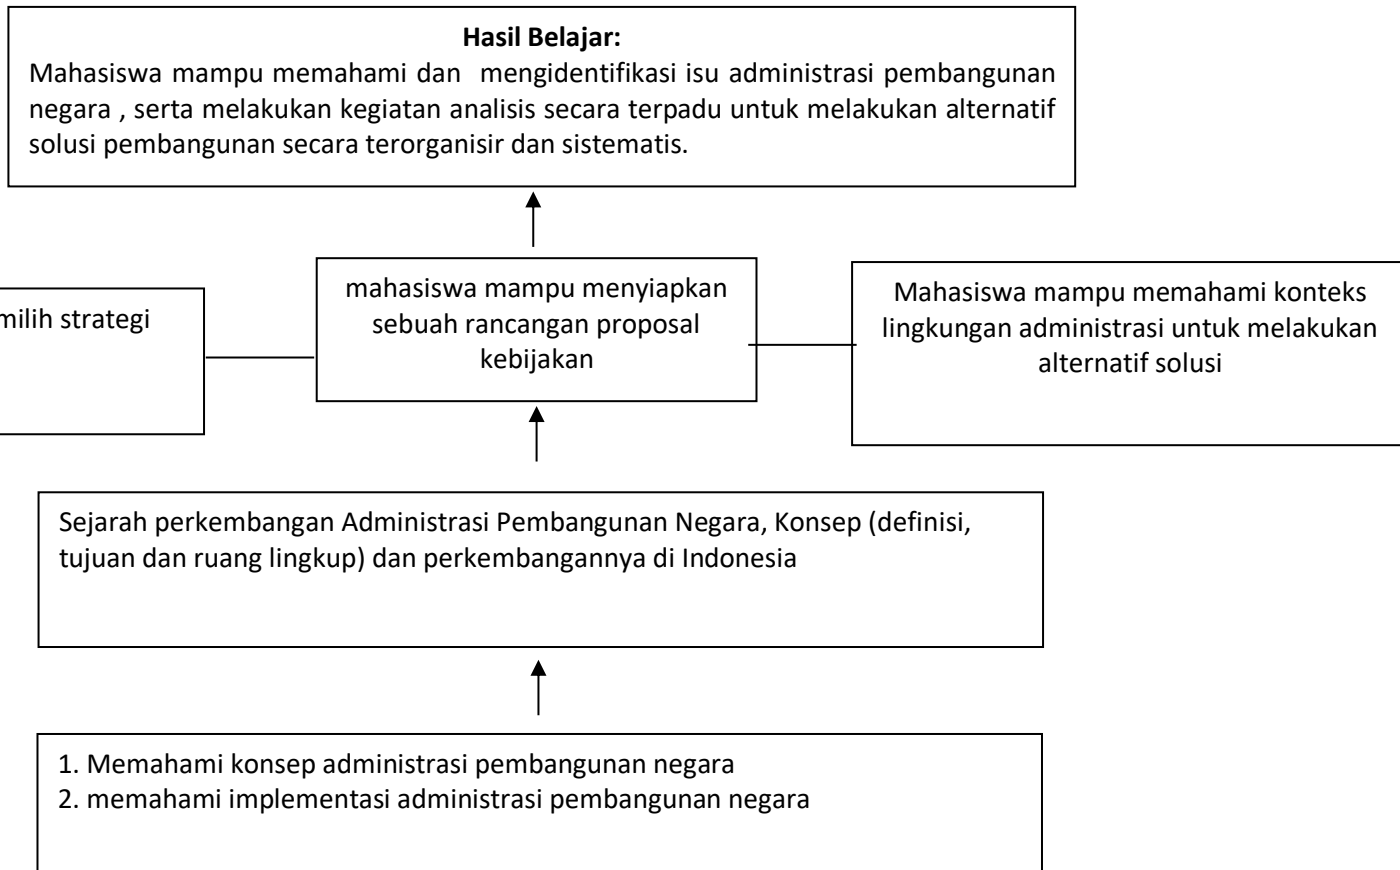 Hasil Belajar:
Mahasiswa mampu memahami dan mengidentifikasi isu administrasi pembangunan
negara , serta melakukan kegiatan analisis secara terpadu untuk melakukan alternatif
solusi pembangunan secara terorganisir dan sistematis.
strategi
mahasiswa mampu menyiapkan
sebuah rancangan proposal
kebijakan
Mahasiswa mampu memahami konteks
lingkungan administrasi untuk melakukan
alternatif solusi
Sejarah perkembangan Administrasi Pembangunan Negara, Konsep (definisi,
tujuan dan ruang lingkup) dan perkembangannya di Indonesia
1. Memahami konsep administrasi pembangunan negara
2. memahami implementasi administrasi pembangunan negara